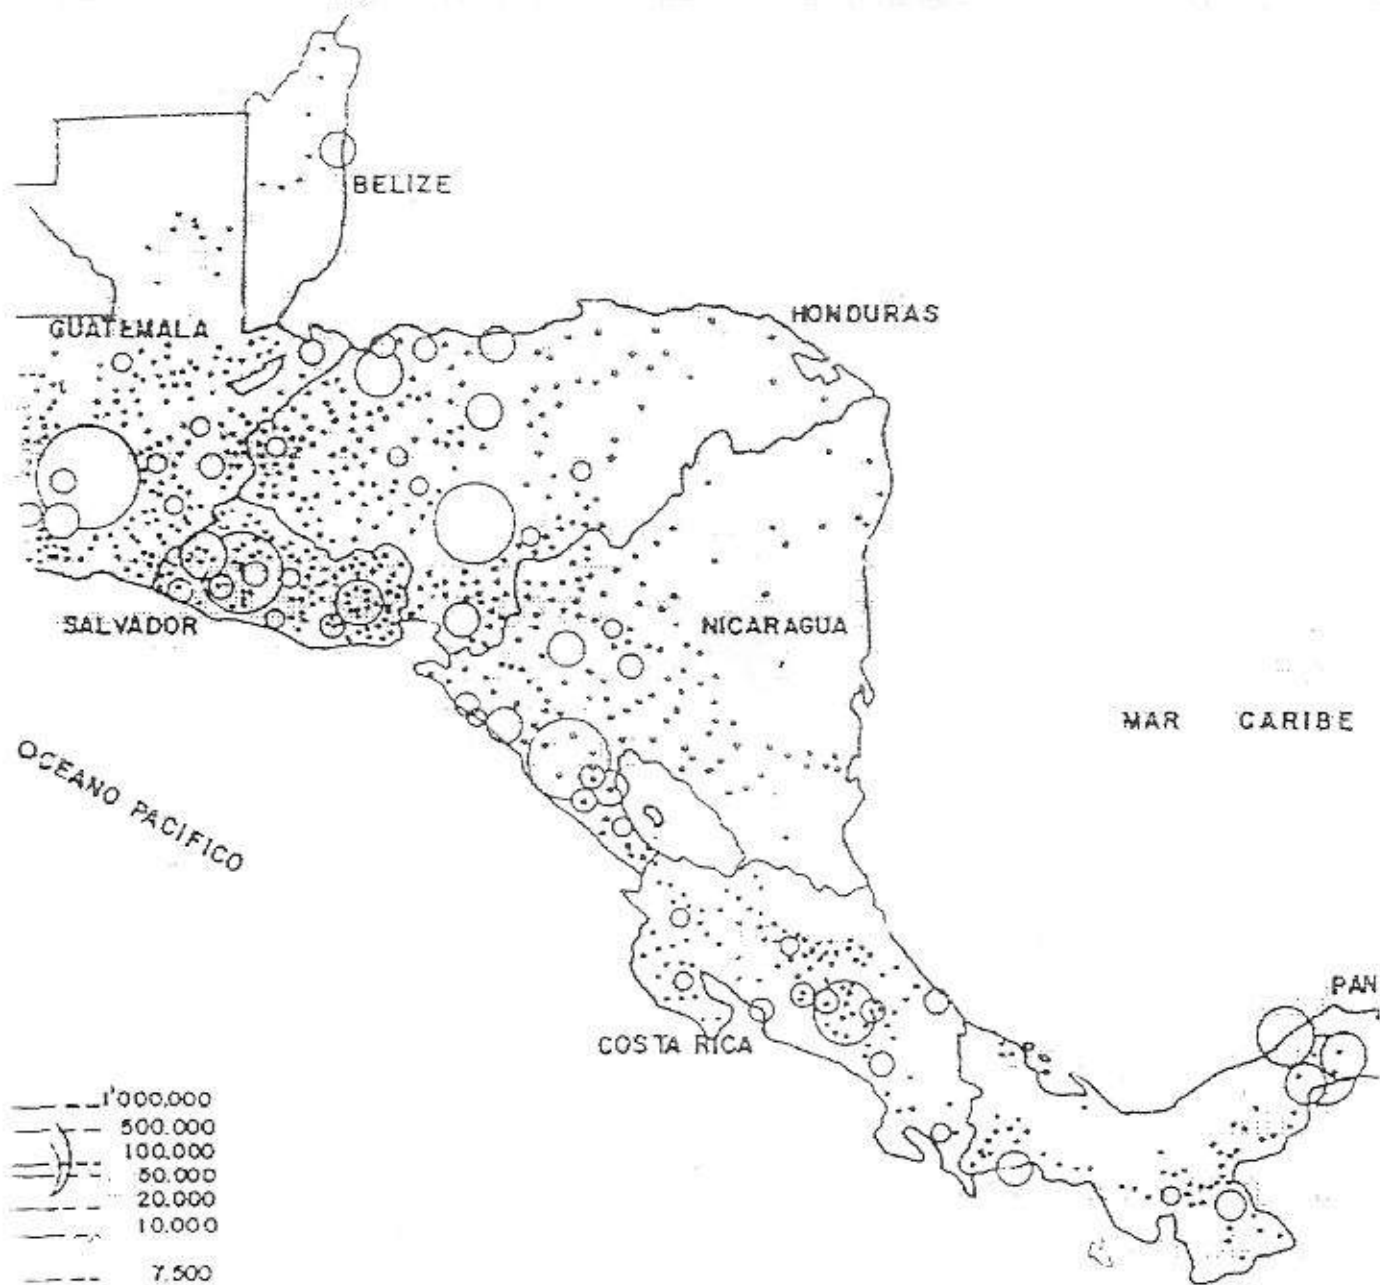 BELIZE
HONDURAS
GUATEMALA
SALVADOR
NICARAGUA
MAR CARIBE
OCEANO PACIFICO
PAN
COSTA RICA
1'000,000
500.000
100.000
50.000
20.000
10.000
7.500